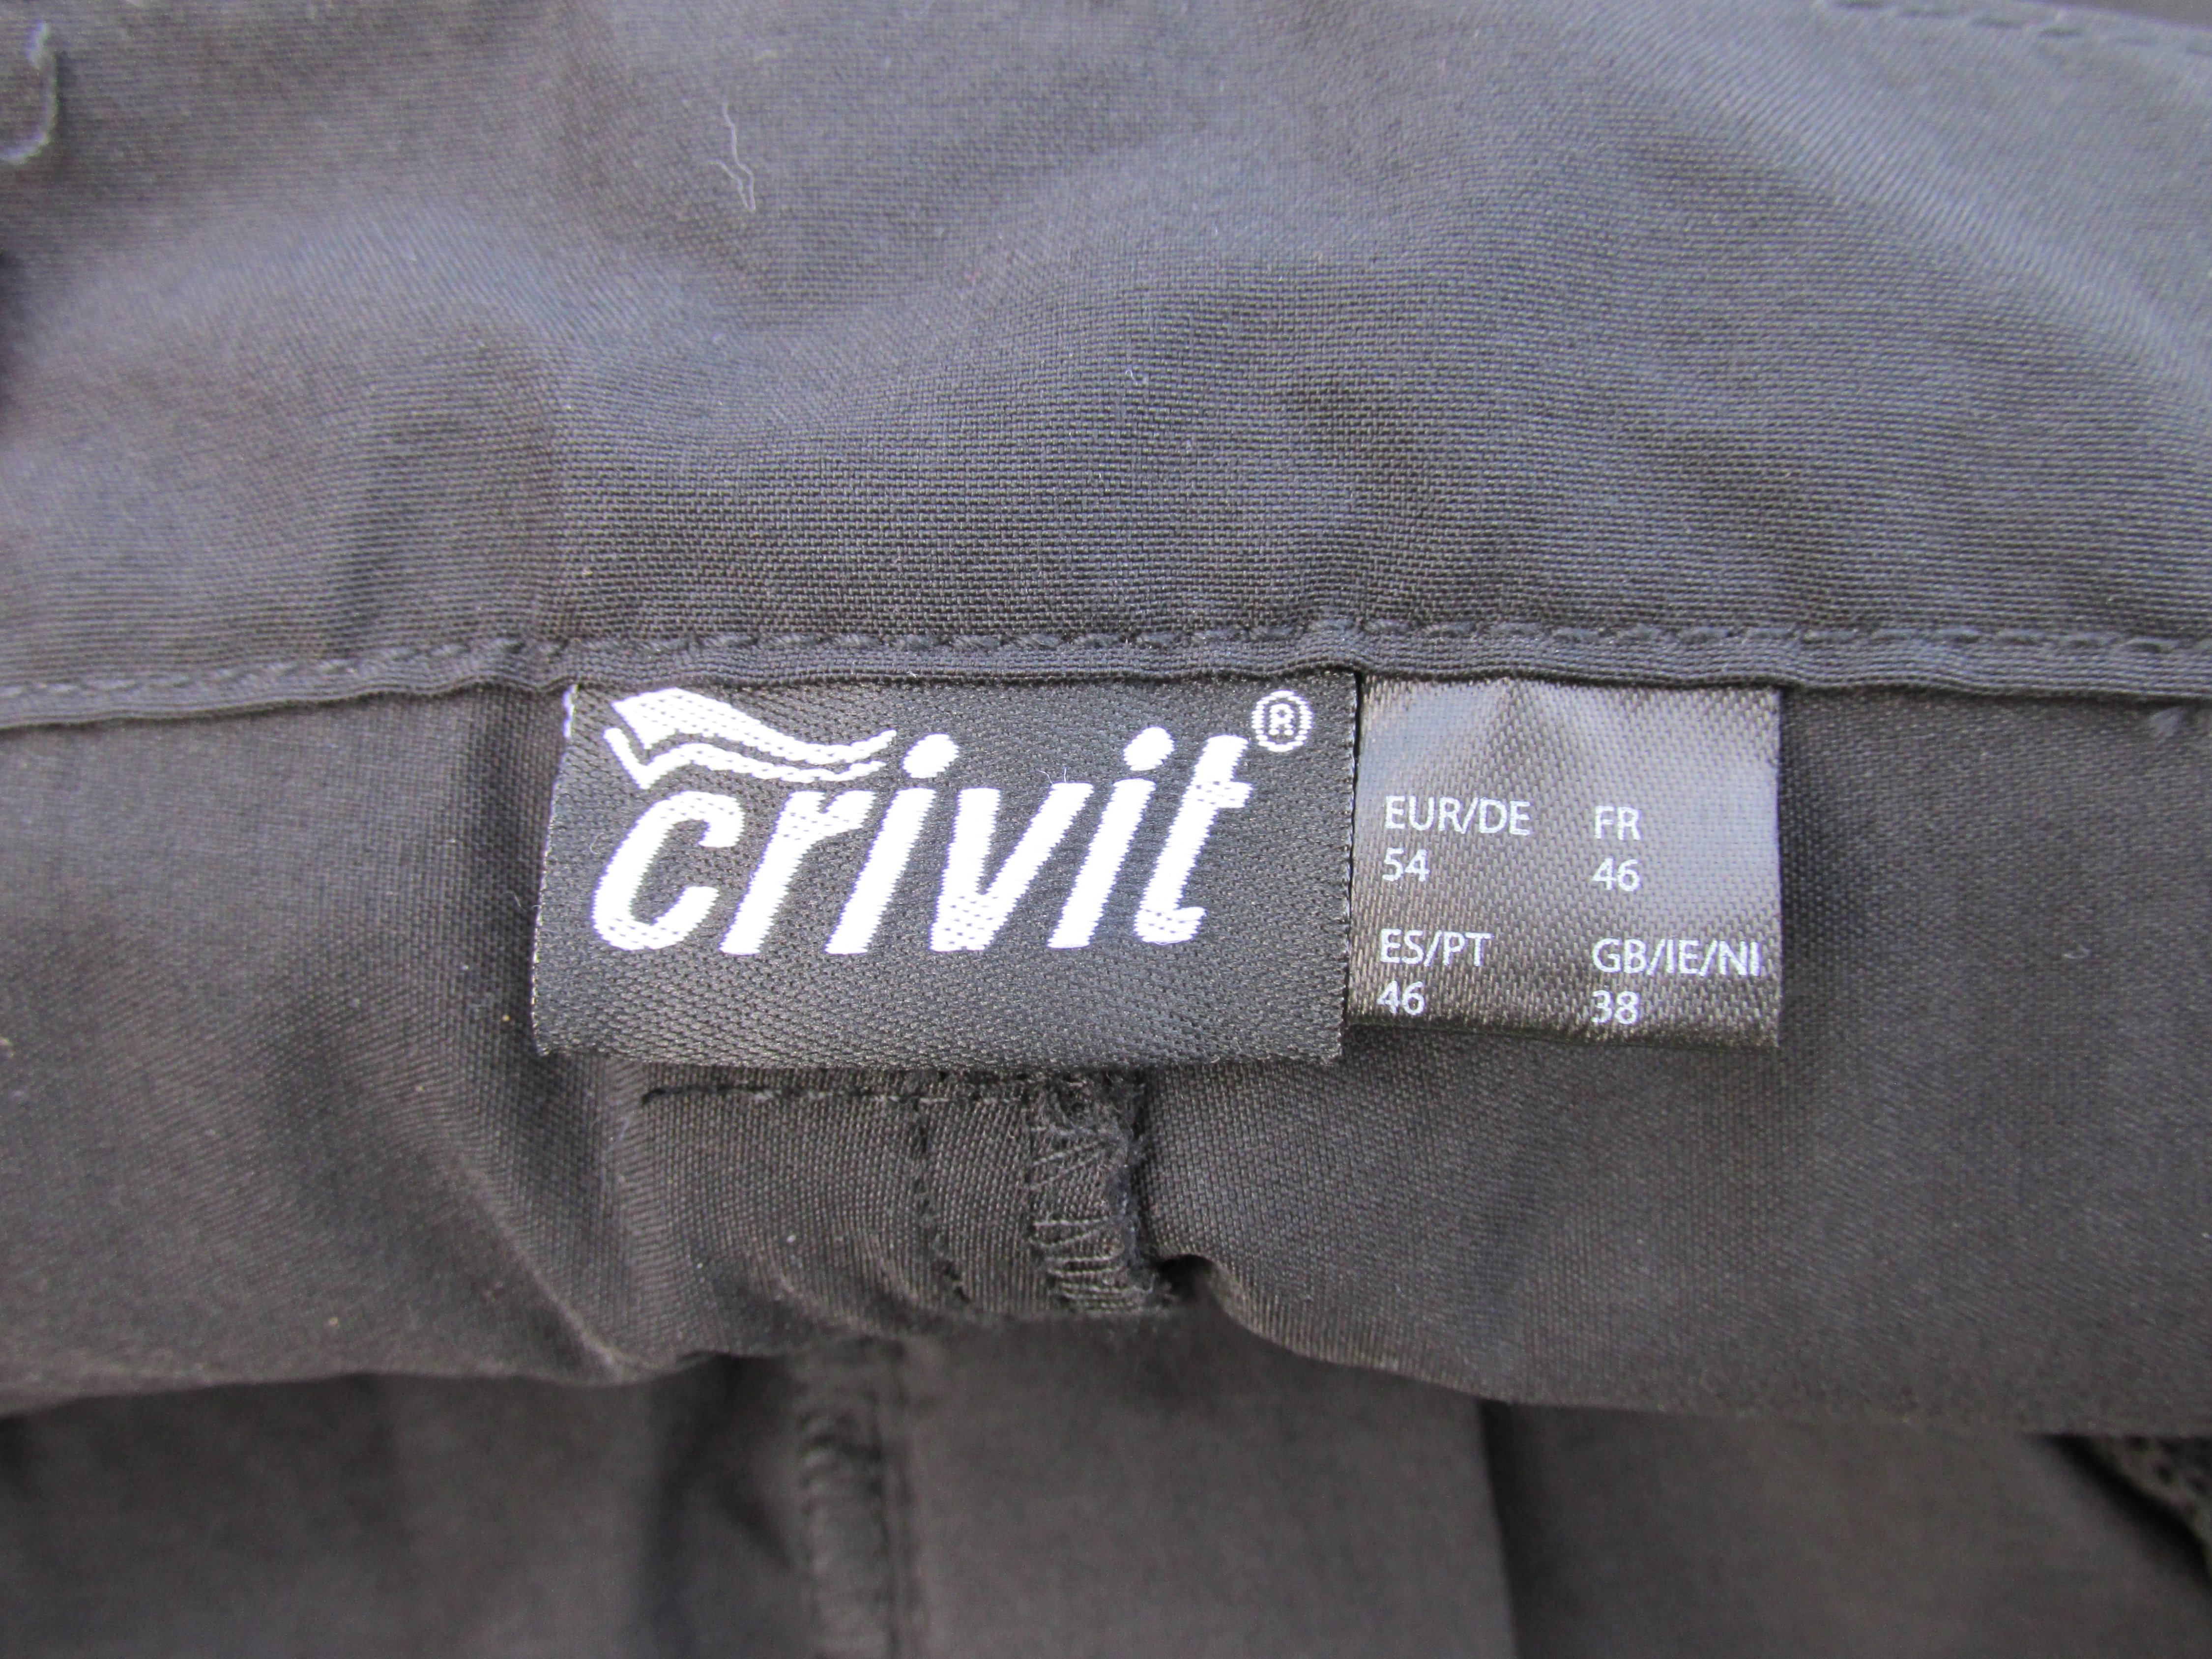 crivit®
EUR/DE FR
54 46
ES/PT GB/IE/NI
46 38